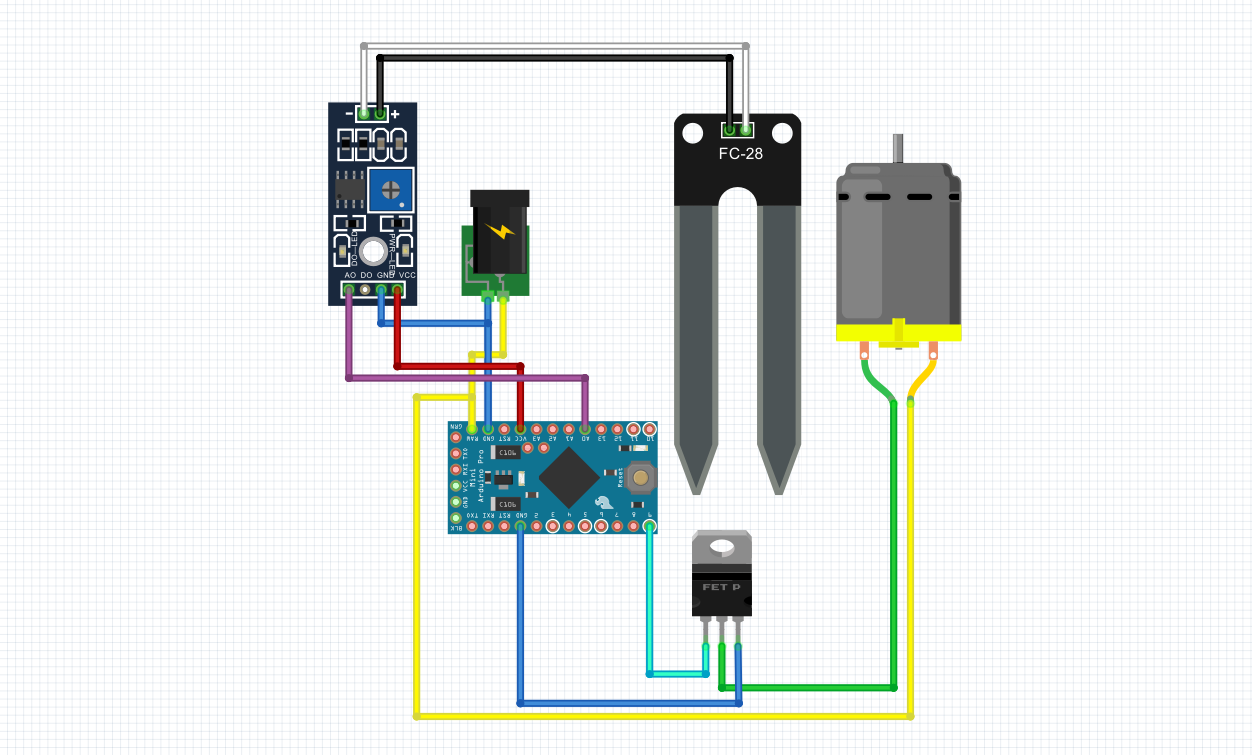 - +
DO-LED
PWR-LED
AO DO GND VCC
FC-28
GRN
RAW GND RST VCC A3 A2 A1 A0 13 12 11 10
TXO
RXI
VCC
GND
BLK
Arduino Pro
Mini
C106
C106
Reset
TXO RXI RST GND 2 3 4 5 6 7 8 9
FET P